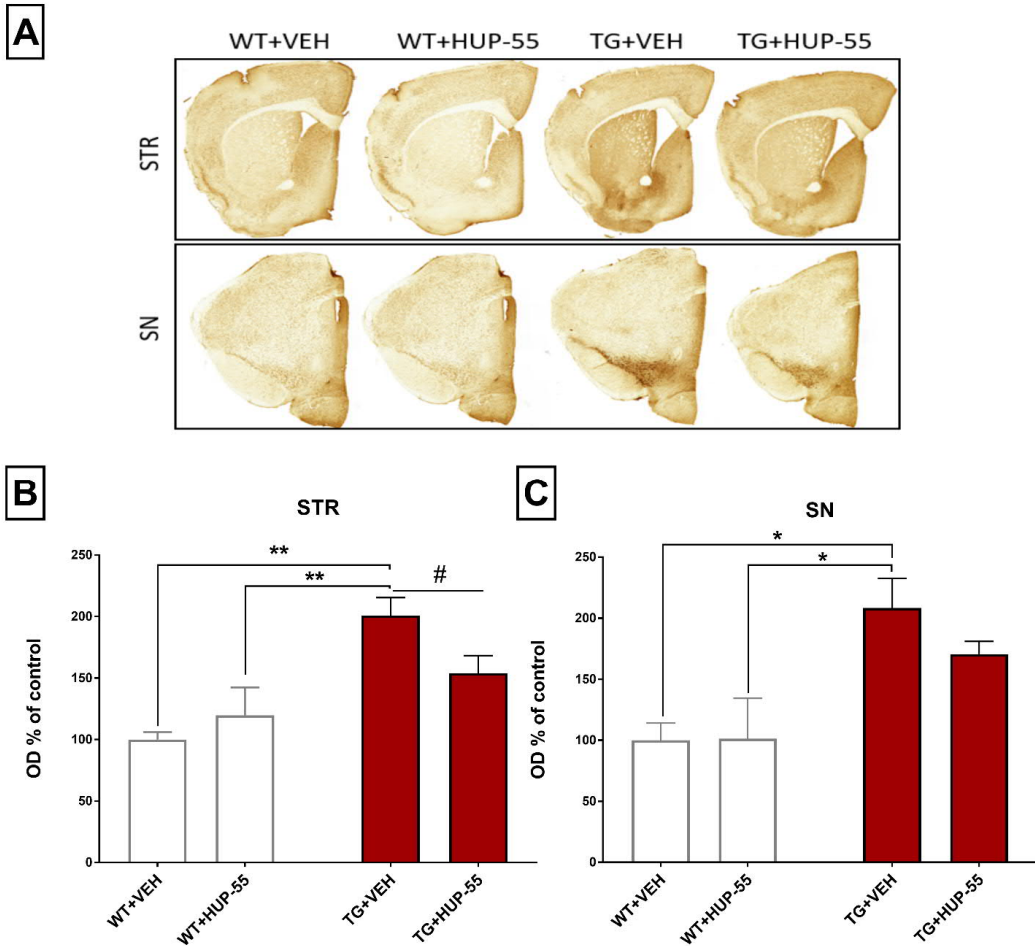 A
WT+VEH WT+HUP-55 TG+VEH TG+HUP-55
STR
SN
B
STR
OD % of control
250
200
150
100
50
0
**
**
#
WT+VEH
WT+HUP-55
TG+VEH
TG+HUP-55
C
SN
OD % of control
250
200
150
100
50
0
*
*
WT+VEH
WT+HUP-55
TG+VEH
TG+HUP-55